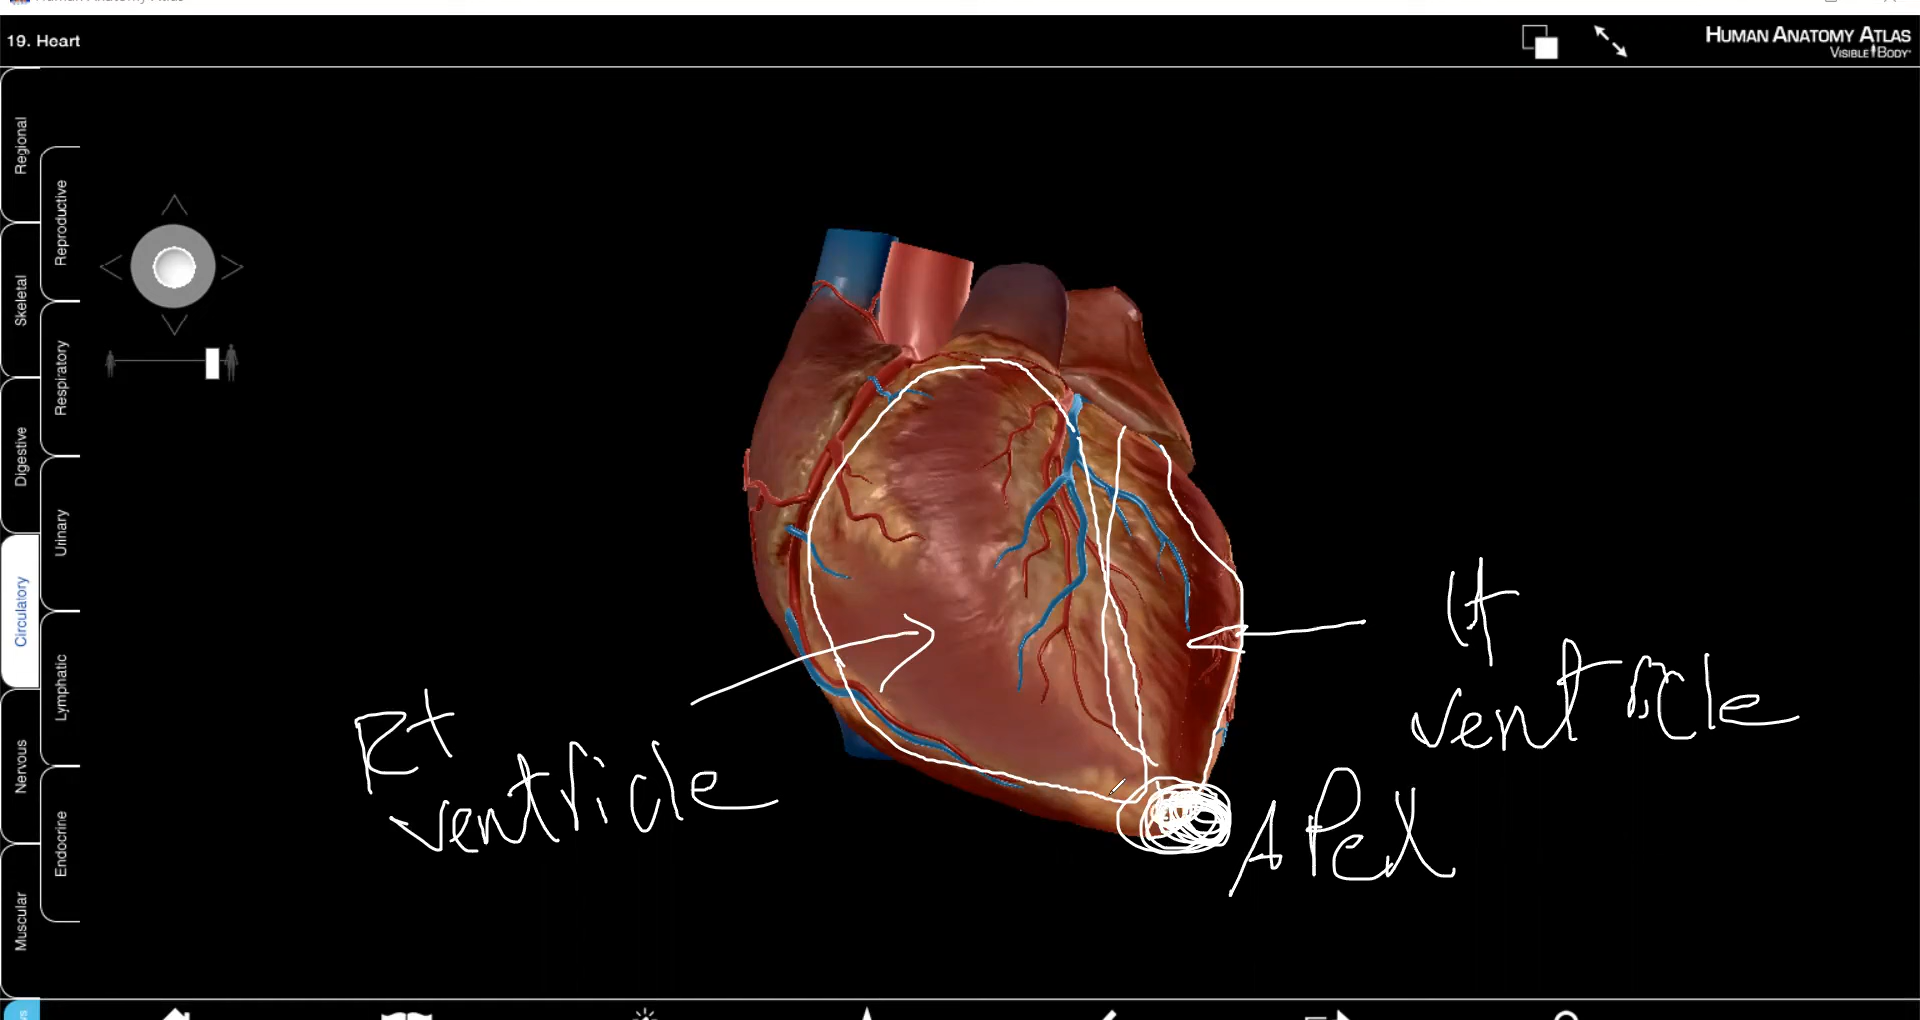 19. Heart
HUMAN ANATOMY ATLAS
VISIBLE BODY
Regional
Reproductive
Skeletal
Respiratory
Digestive
Urinary
Circulatory
Lymphatic
Nervous
Endocrine
Muscular
Rt
ventricle
lt
ventricle
APex